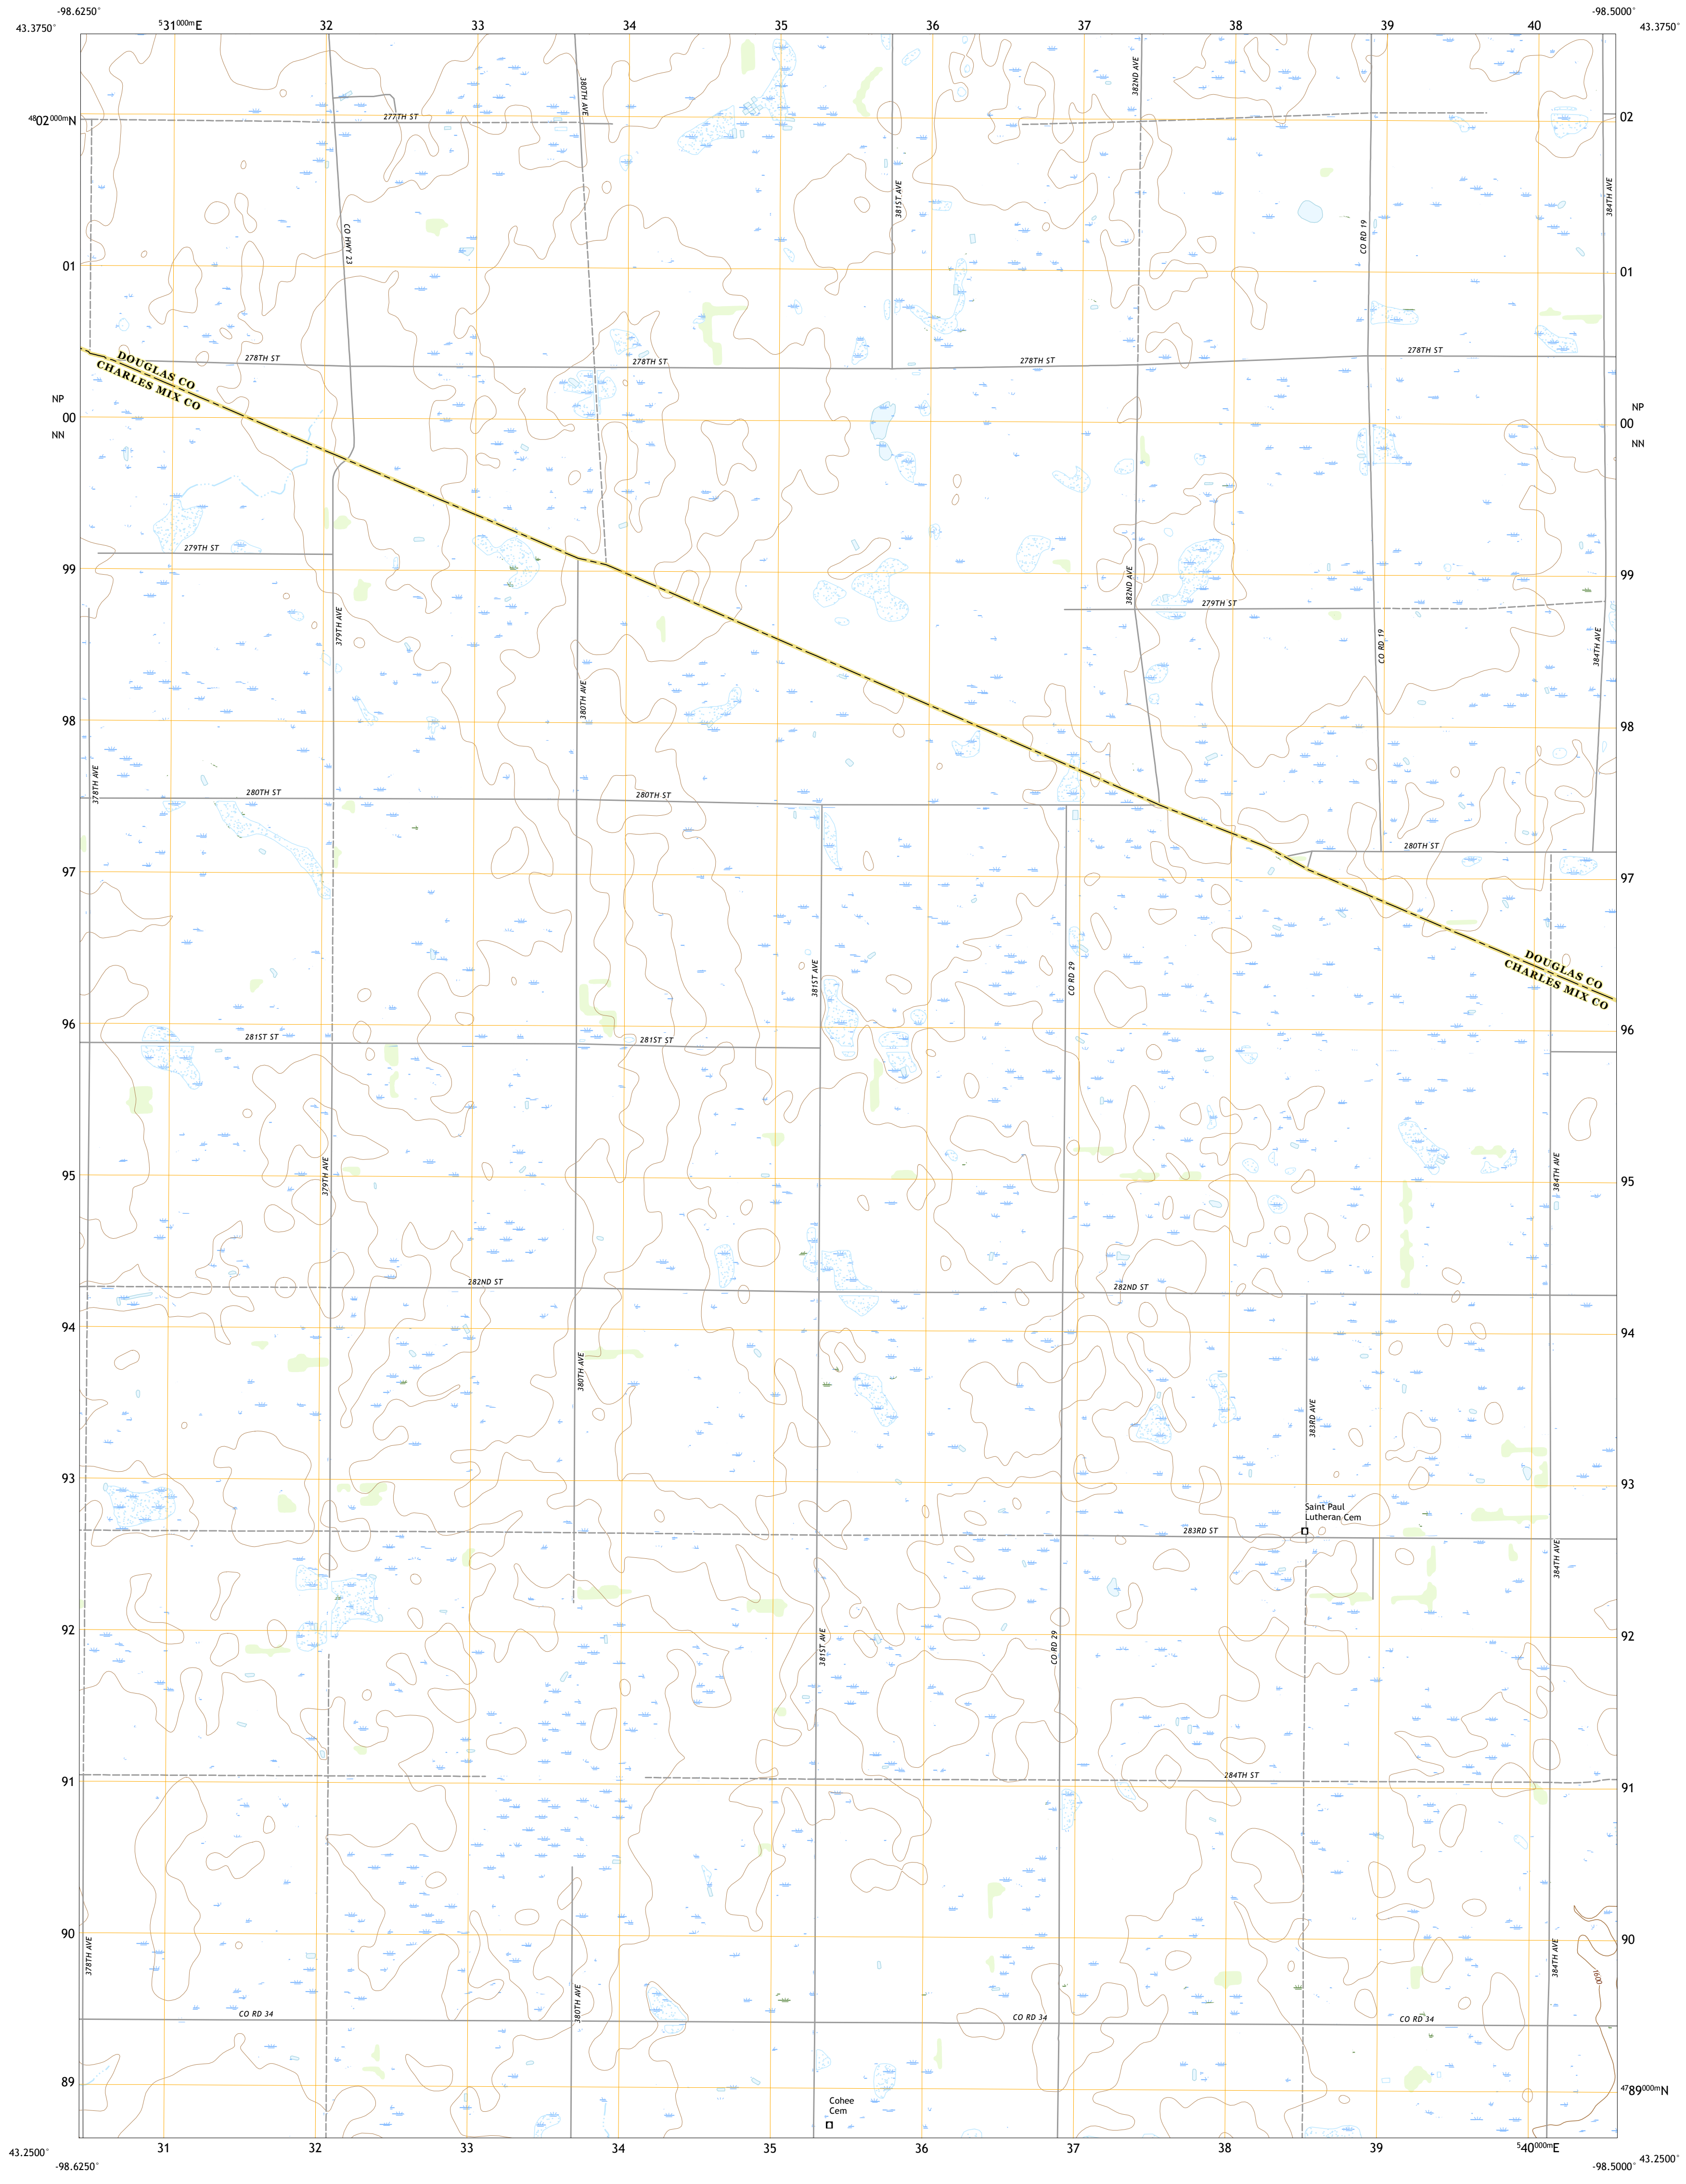 -98.6250°
-98.5000°
43.3750°
531000mE
32
33
34
35
36
37
38
39
40
43.3750°
380TH AVE
382ND AVE
4802000mN
277TH ST
02
381ST AVE
384TH AVE
CO HWY 23
CO RD 19
01
01
DOUGLAS CO
CHARLES MIX CO
278TH ST
278TH ST
278TH ST
278TH ST
NP
00
NN
NP
00
NN
279TH ST
99
99
382ND AVE
279TH ST
379TH AVE
CO RD 19
384TH AVE
380TH AVE
98
98
378TH AVE
280TH ST
280TH ST
280TH ST
97
97
381ST AVE
CO RD 29
DOUGLAS CO
CHARLES MIX CO
96
96
281ST ST
281ST ST
379TH AVE
384TH AVE
95
95
282ND ST
282ND ST
94
94
380TH AVE
383RD AVE
93
93
Saint Paul
Lutheran Cem
283RD ST
384TH AVE
92
92
381ST AVE
CO RD 29
284TH ST
91
91
90
90
378TH AVE
384TH AVE
1600
380TH AVE
CO RD 34
CO RD 34
CO RD 34
89
4789000mN
Cohee
Cem
43.2500°
31
32
33
34
35
36
37
38
39
540000mE
43.2500°
-98.6250°
-98.5000°